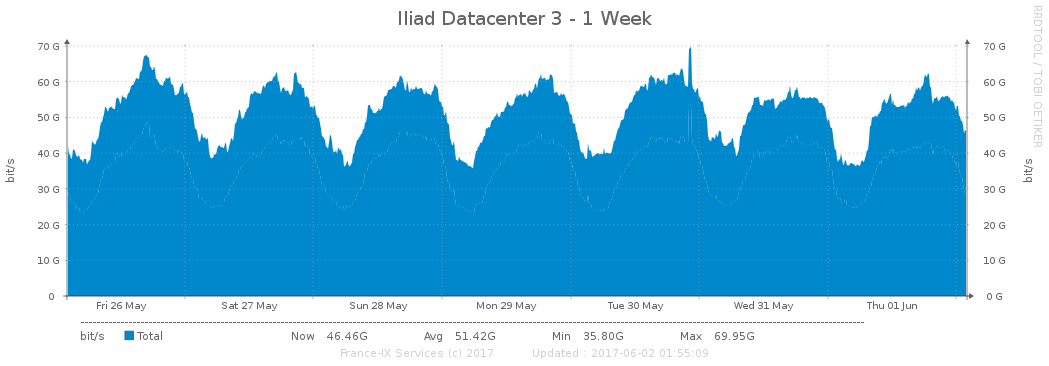 Iliad Datacenter 3 - 1 Week
RRDTOOL / TOBI OETIKER
70 G 70 G
60 G 60 G
50 G 50 G
40 G 40 G
30 G 30 G
20 G 20 G
10 G 10 G
0 0 G
bit/s bit/s
Fri 26 May Sat 27 May Sun 28 May Mon 29 May Tue 30 May Wed 31 May Thu 01 Jun
bit/s Total Now 46.46G Avg 51.42G Min 35.80G Max 69.95G
France-IX Services (c) 2017 Updated : 2017-06-02 01:55:09